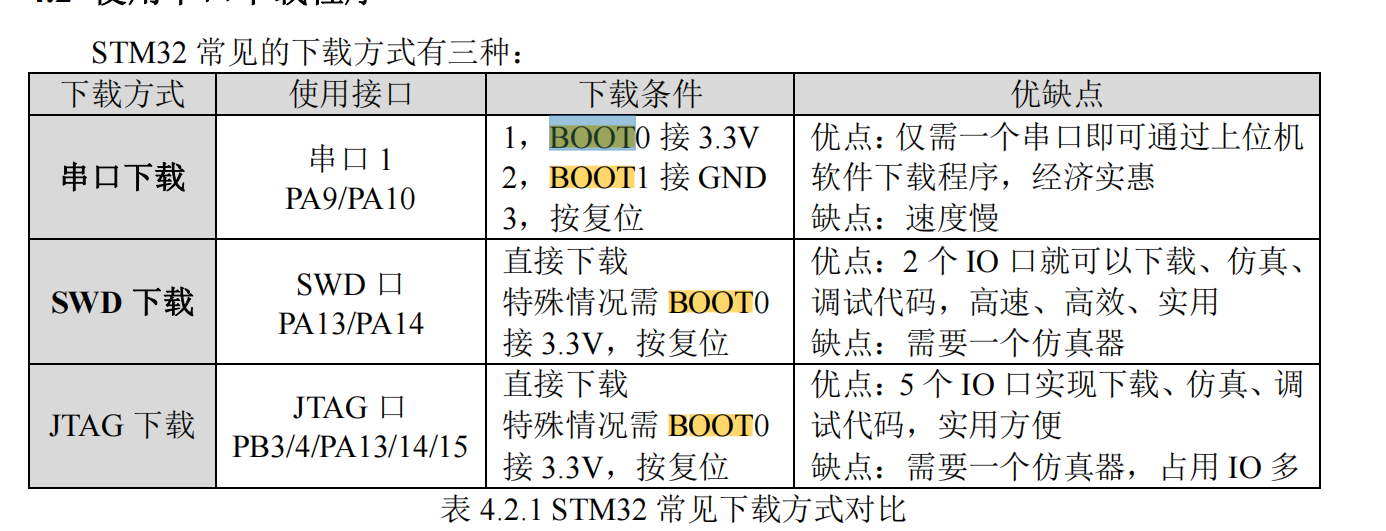 STM32 常见的下载方式有三种：
下载方式 使用接口 下载条件 优缺点
串口下载
串口 1
PA9/PA10
1，BOOT0 接 3.3V
2，BOOT1 接 GND
3，按复位
优点：仅需一个串口即可通过上位机
软件下载程序，经济实惠
缺点：速度慢
SWD 下载
SWD 口
PA13/PA14
直接下载
特殊情况需 BOOT0
接 3.3V，按复位
优点：2 个 IO 口就可以下载、仿真、
调试代码，高速、高效、实用
缺点：需要一个仿真器
JTAG 下载
JTAG 口
PB3/4/PA13/14/15
直接下载
特殊情况需 BOOT0
接 3.3V，按复位
优点：5 个 IO 口实现下载、仿真、调
试代码，实用方便
缺点：需要一个仿真器，占用 IO 多
表 4.2.1 STM32 常见下载方式对比